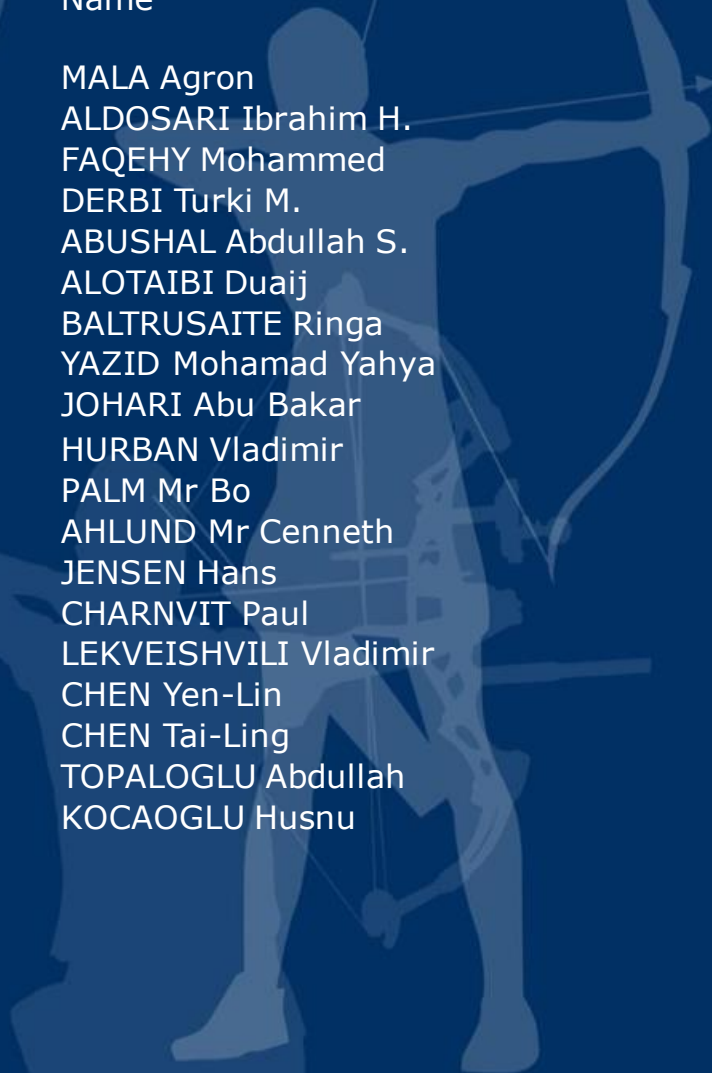 Name
MALA Agron
ALDOSARI Ibrahim H.
FAQEHY Mohammed
DERBI Turki M.
ABUSHAL Abdullah S.
ALOTAIBI Duaij
BALTRUSAITE Ringa
YAZID Mohamad Yahya
JOHARI Abu Bakar
HURBAN Vladimir
PALM Mr Bo
AHLUND Mr Cenneth
JENSEN Hans
CHARNVIT Paul
LEKVEISHVILI Vladimir
CHEN Yen-Lin
CHEN Tai-Ling
TOPALOGLU Abdullah
KOCAOGLU Husnu